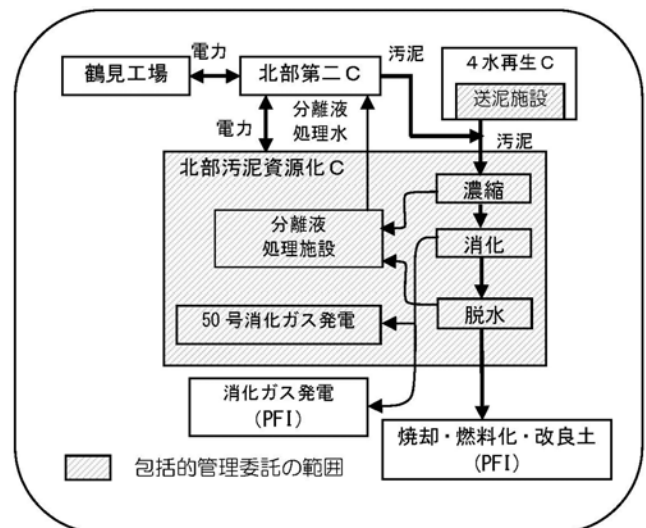 電力
汚泥
鶴見工場
北部第二C
4水再生C
送泥施設
電力
分離液
処理水
汚泥
北部汚泥資源化C
濃縮
分離液
処理施設
消化
50号消化ガス発電
脱水
消化ガス発電
(PFI)
焼却・燃料化・改良土
(PFI)
包括的管理委託の範囲